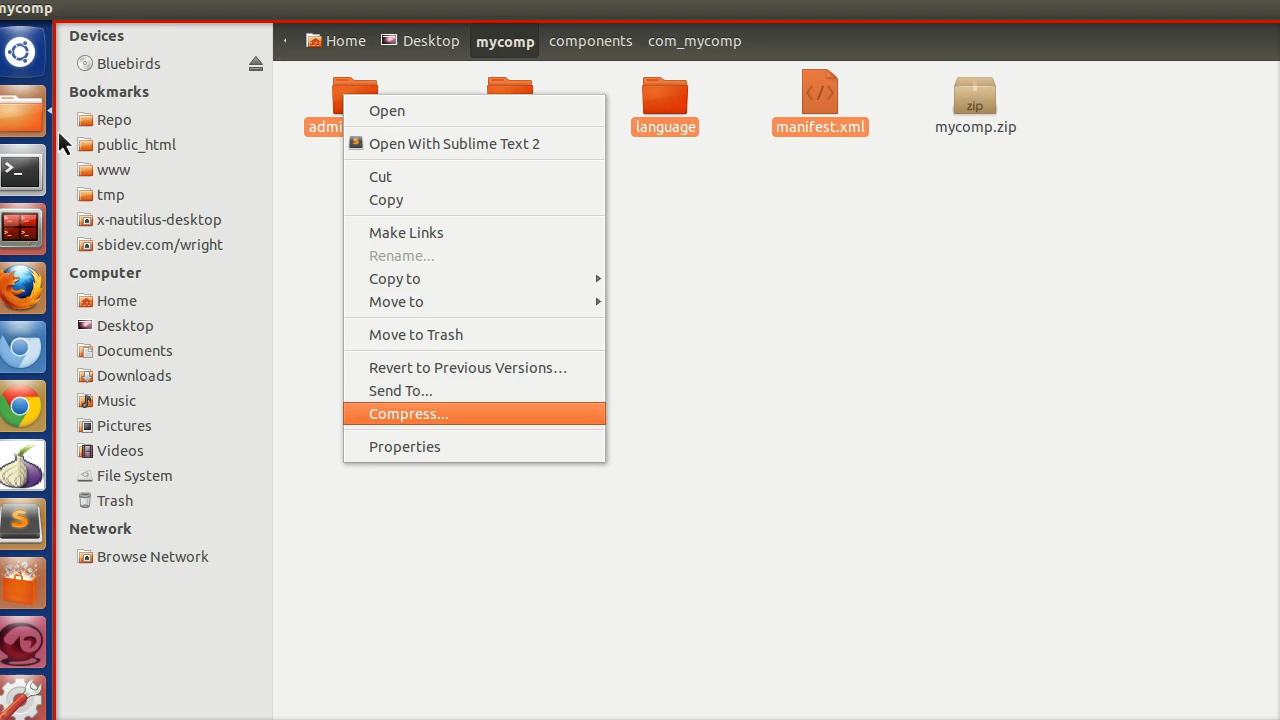 mycomp
Devices
Bluebirds
Bookmarks
Repo
public_html
www
tmp
x-nautilus-desktop
sbidev.com/wright
Computer
Home
Desktop
Documents
Downloads
Music
Pictures
Videos
File System
Trash
Network
Browse Network
Home Desktop mycomp components com_mycomp
admi
language
manifest.xml
zip
mycomp.zip
Open
Open With Sublime Text 2
Cut
Copy
Make Links
Rename...
Copy to
Move to
Move to Trash
Revert to Previous Versions...
Send To...
Compress...
Properties